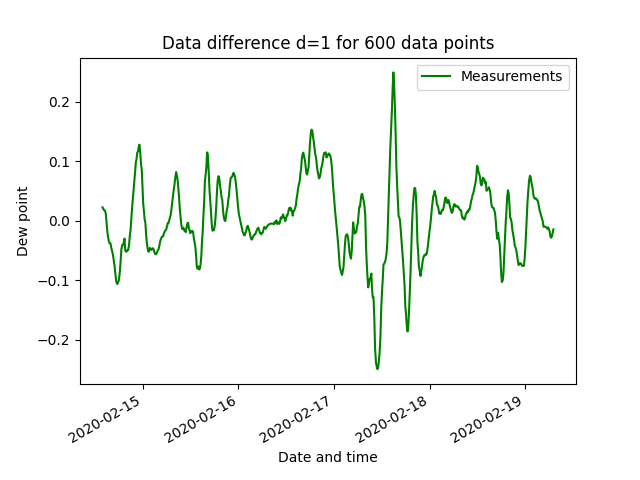 Data difference d=1 for 600 data points
Measurements
Dew point
0.2
0.1
0.0
−0.1
−0.2
2020-02-15
2020-02-16
2020-02-17
2020-02-18
2020-02-19
Date and time